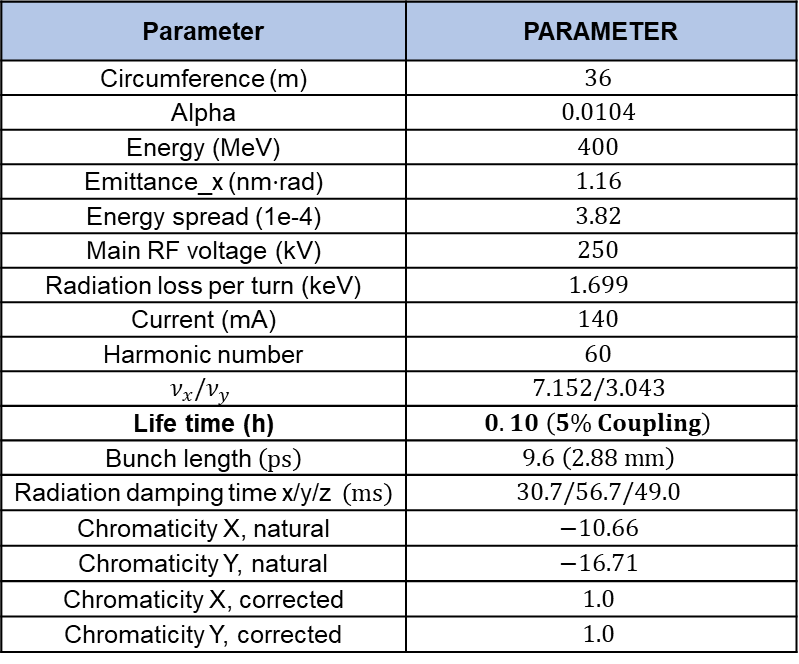 Parameter PARAMETER
Circumference (m) 36
Alpha 0.0104
Energy (MeV) 400
Emittance_x (nm·rad) 1.16
Energy spread (1e-4) 3.82
Main RF voltage (kV) 250
Radiation loss per turn (keV) 1.699
Current (mA) 140
Harmonic number 60
νx/νy 7.152/3.043
Life time (h) 0.10 (5% Coupling)
Bunch length (ps) 9.6 (2.88 mm)
Radiation damping time x/y/z (ms) 30.7/56.7/49.0
Chromaticity X, natural −10.66
Chromaticity Y, natural −16.71
Chromaticity X, corrected 1.0
Chromaticity Y, corrected 1.0